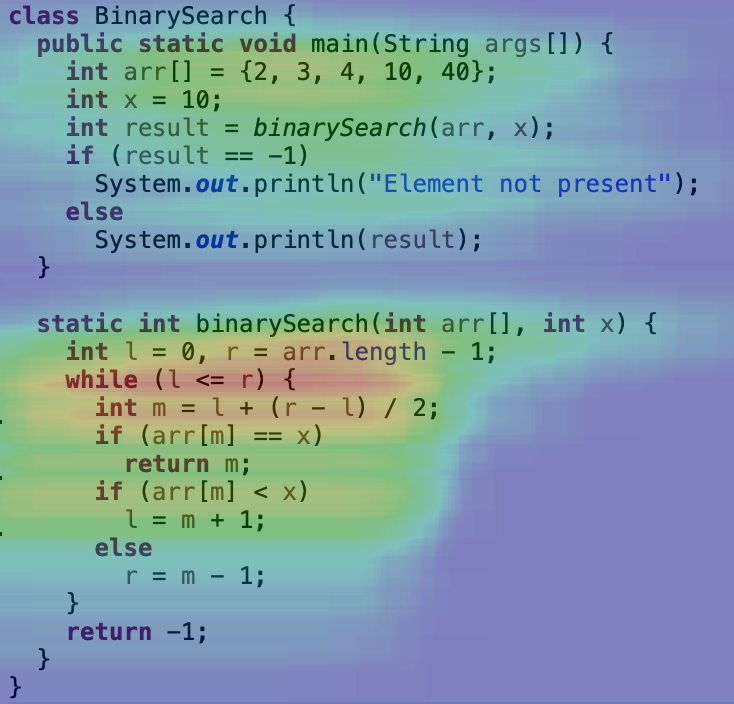 class BinarySearch {
  public static void main(String args[]) {
    int arr[] = {2, 3, 4, 10, 40};
    int x = 10;
    int result = binarySearch(arr, x);
    if (result == -1)
      System.out.println("Element not present");
    else
      System.out.println(result);
  }

  static int binarySearch(int arr[], int x) {
    int l = 0, r = arr.length - 1;
    while (l <= r) {
      int m = l + (r - l) / 2;
      if (arr[m] == x)
        return m;
      if (arr[m] < x)
        l = m + 1;
      else
        r = m - 1;
    }
    return -1;
  }
}